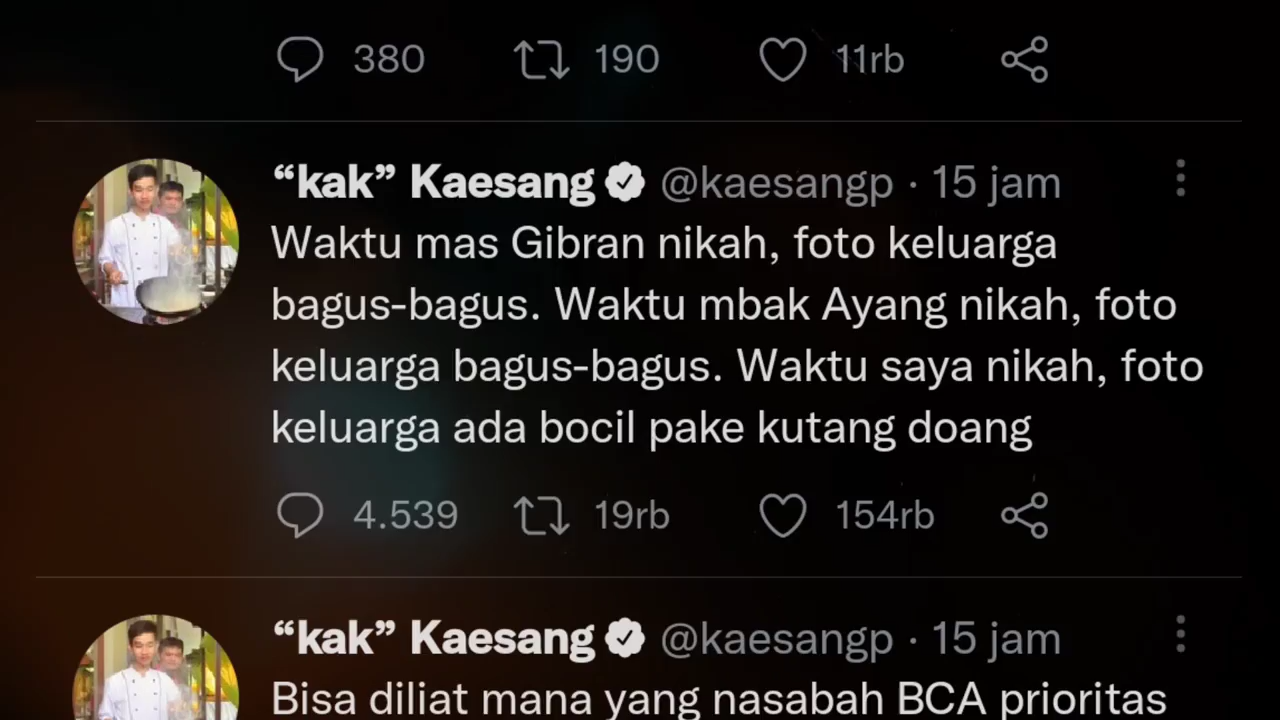 380 190 11rb
“kak” Kaesang @kaesangp · 15 jam
Waktu mas Gibran nikah, foto keluarga
bagus-bagus. Waktu mbak Ayang nikah, foto
keluarga bagus-bagus. Waktu saya nikah, foto
keluarga ada bocil pake kutang doang
4.539 19rb 154rb
“kak” Kaesang @kaesangp · 15 jam
Bisa diliat mana yang nasabah BCA prioritas